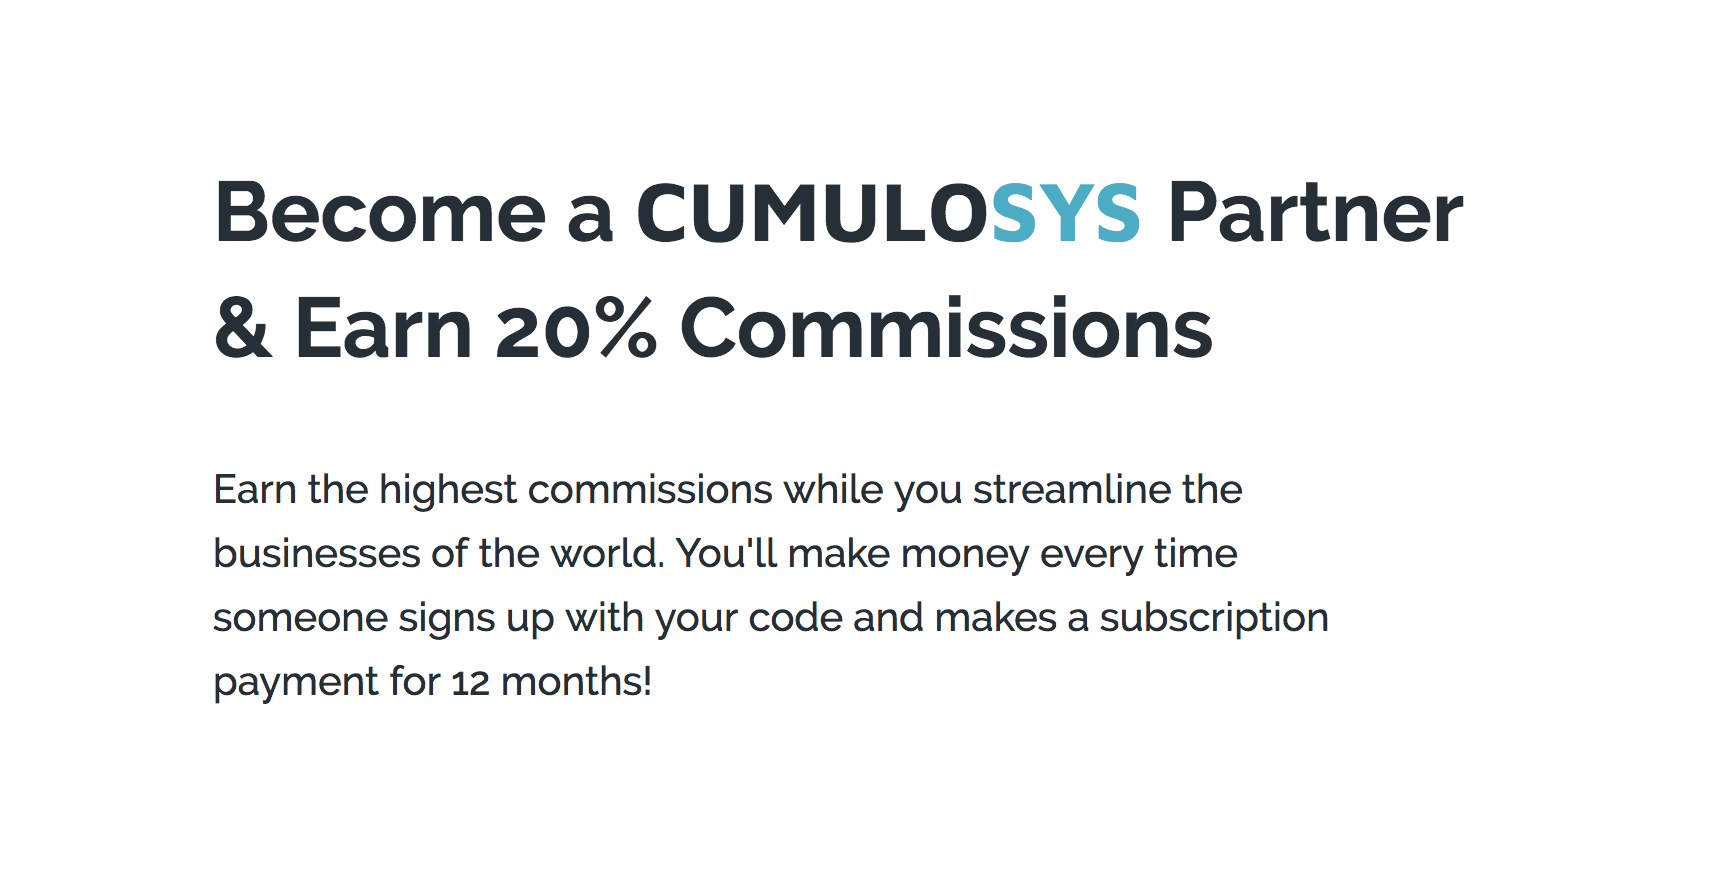 Become a CUMULOSYS Partner
& Earn 20% Commissions
Earn the highest commissions while you streamline the
businesses of the world. You'll make money every time
someone signs up with your code and makes a subscription
payment for 12 months!